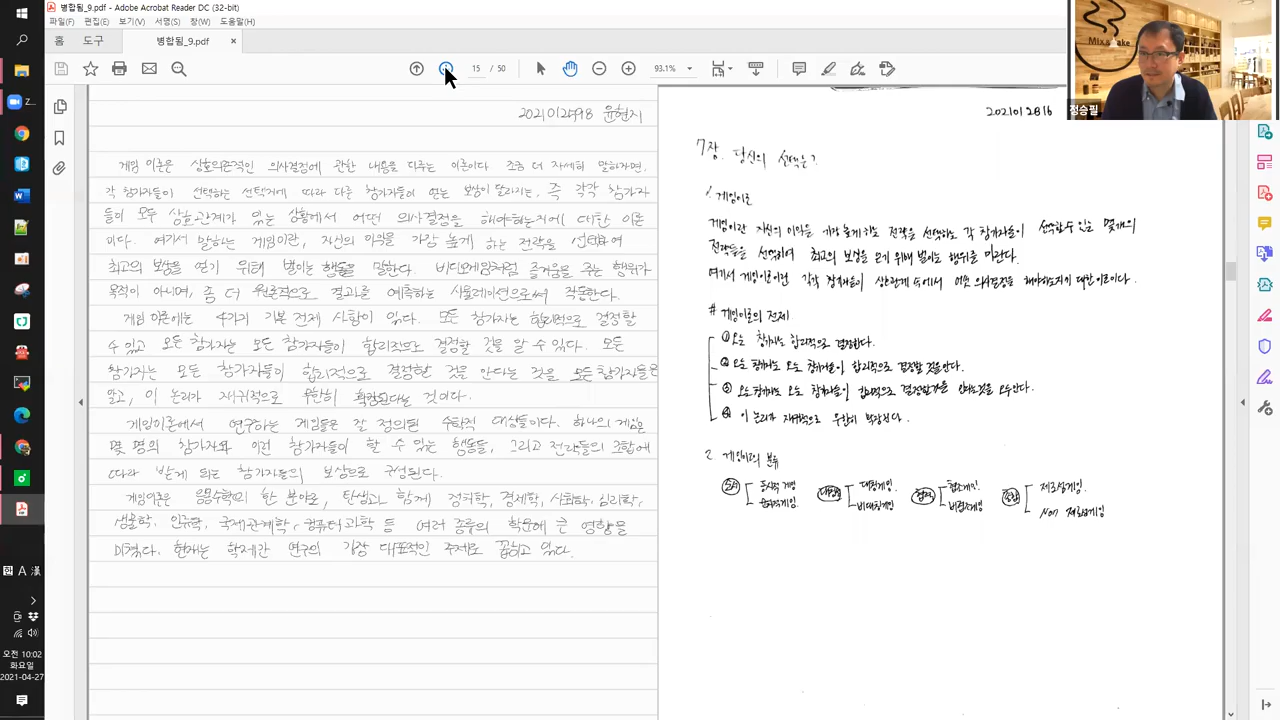 병합됨_9.pdf - Adobe Acrobat Reader DC (32-bit)
파일(F) 편집(E) 보기(V) 서명(S) 창(W) 도움말(H)
홈 도구 병합됨_9.pdf ×
/ 50 93.1%
Mix & Bake
정승필
윤현지
게임 이론은 상호의존적인 의사결정에 관한 내용을 다루는 이론이다. 조금 더 자세히 말하자면,
각 참가자들이 선택하는 선택지에 따라 다른 참가자들이 얻는 보상이 달라지는, 즉 각각 참가자
들이 모두 상호관계가 있는 상황에서 어떤 의사결정을 해야하는지에 대한 이론
이다. 여기서 말하는 게임이란, 자신의 이익을 가장 높게 하는 전략을 선택하여
최고의 보상을 얻기 위해 벌이는 행동을 말한다. 비디오게임처럼 즐거움을 주는 행위가
목적이 아니며, 좀 더 원론적으로 결과를 예측하는 시뮬레이션으로써 작동한다.
게임 이론에는 4가지 기본 전제 사항이 있다. 모든 참가자는 합리적으로 결정할
수 있고 모든 참가자는 모든 참가자들이 합리적으로 결정할 것을 알 수 있다. 모든
참가자는 모든 참가자들이 합리적으로 결정할 것을 안다는 것을 모든 참가자들은
알고, 이 논리가 재귀적으로 무한히 확장된다는 것이다.
게임이론에서 연구하는 게임들은 잘 정의된 수학적 대상들이다. 하나의 게임은
몇 명의 참가자와 이런 참가자들이 할 수 있는 행동들, 그리고 전략들의 조합에
따라 받게 되는 참가자들의 보상으로 구성된다.
게임이론은 응용수학의 한 분야로, 탄생과 함께 공학, 경제학, 사회학, 심리학,
생물학, 인류학, 국제관계학, 컴퓨터 과학 등 여러 종류의 학문에 큰 영향을
미쳤다. 현재는 학제간 연구의 가장 대표적인 주제로 꼽히고 있다.
202101 2816
7장. 당신의 선택은?
1. 게임이론
게임이란 자신의 이익을 가장 높게 하는 전략을 선택하는 각 참가자들이 선택할 수 있는 몇개의
전략들을 선택하여 최고의 보상을 얻기 위해 벌이는 행위를 말한다.
여기서 게임이론이란 각각 참가자들이 상호관계 속에서 어떤 의사결정을 해야하는지에 대한 이론이다.
# 게임이론의 전제
① 모든 참가자는 합리적으로 결정한다.
② 모든 참가자는 모든 참가자들이 합리적으로 결정할 것을 안다.
③ 모든 참가자는 모든 참가자들이 합리적으로 결정할거를 안다는것을 모두 안다.
④ 이 논리가 재귀적으로 무한히 확장된다.
2. 게임이론의 분류
순서 동시적 게임 대칭 대칭게임. 협력 협조게임. 제로섬게임.
순차적게임. 비대칭게임 비협조게임 non 제로섬게임
한 A 漢
오전 10:02
화요일
2021-04-27